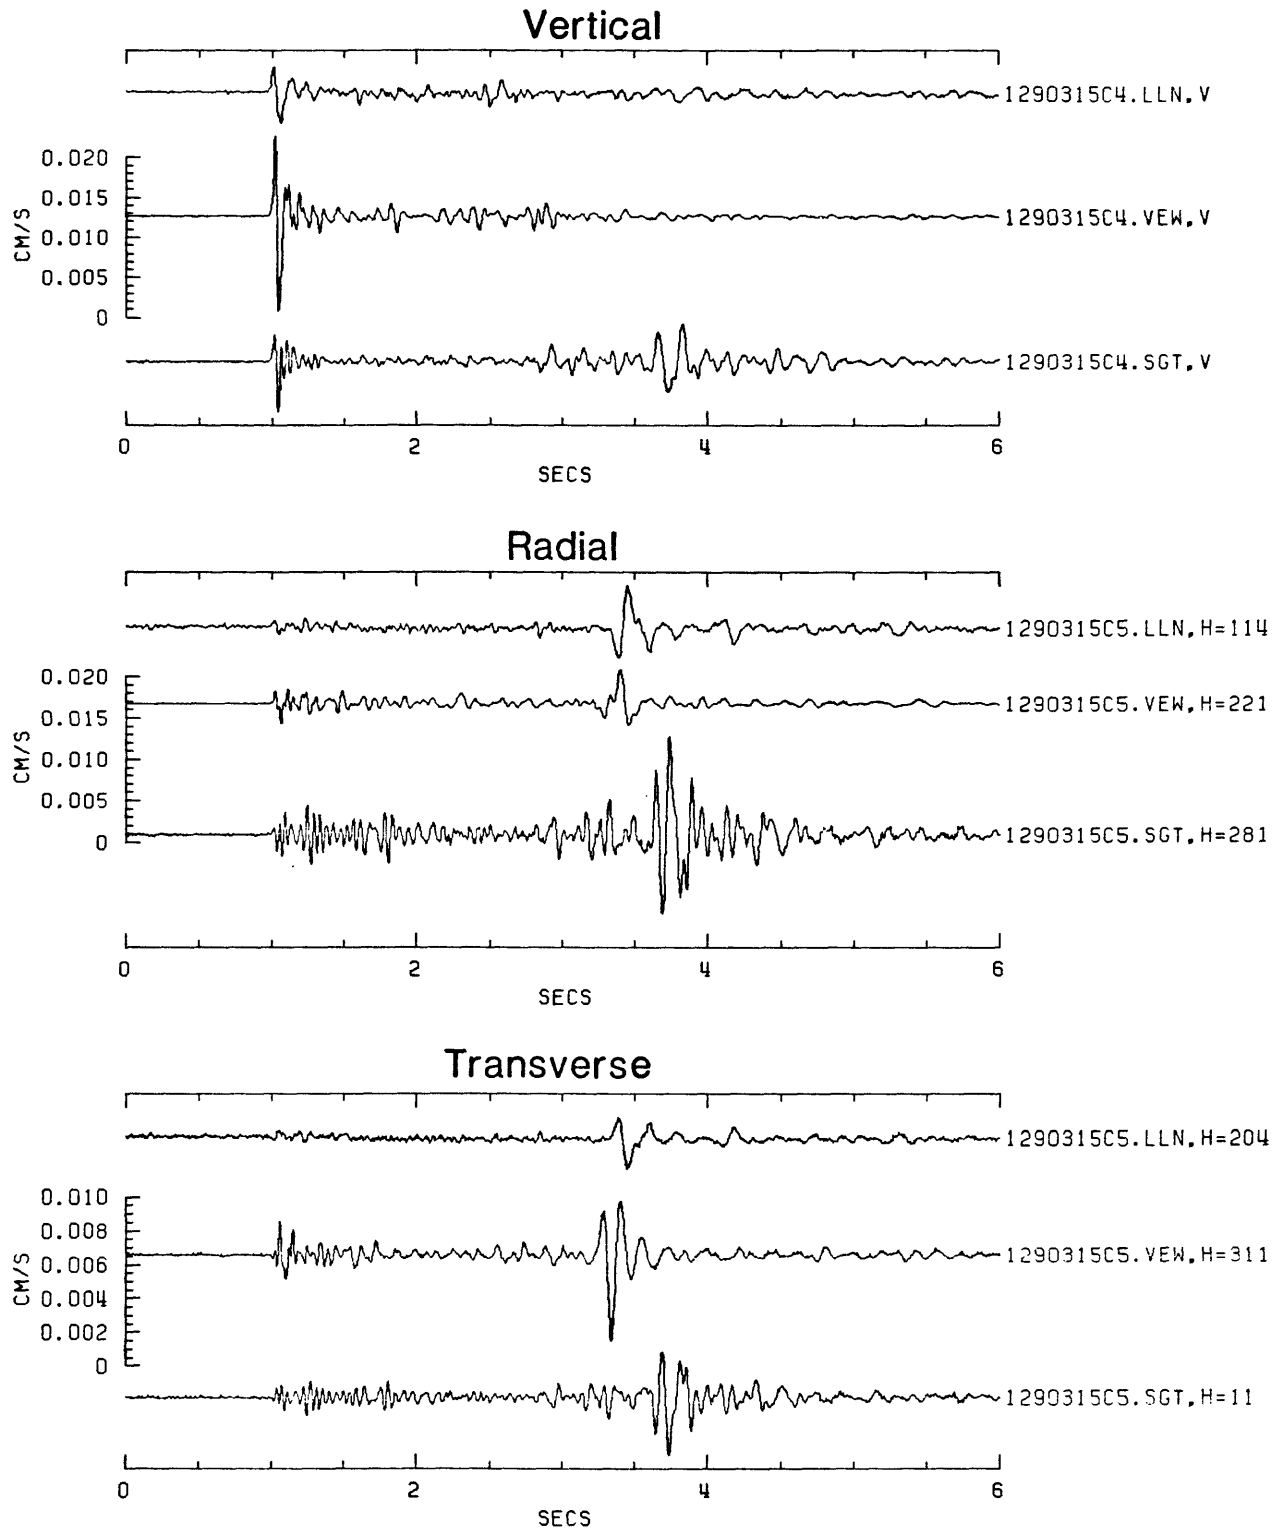 Vertical
1290315C4.LLN,V
0.020
0.015
1290315C4.VEW,V
0.010
0.005
0
CM/S
1290315C4.SGT,V
0 2 4 6
SECS
Radial
1290315C5.LLN,H=114
0.020
1290315C5.VEW,H=221
0.015
0.010
0.005
0
CM/S
1290315C5.SGT,H=281
0 2 4 6
SECS
Transverse
1290315C5.LLN,H=204
0.010
0.008
1290315C5.VEW,H=311
0.006
0.004
0.002
0
CM/S
1290315C5.SGT,H=11
0 2 4 6
SECS